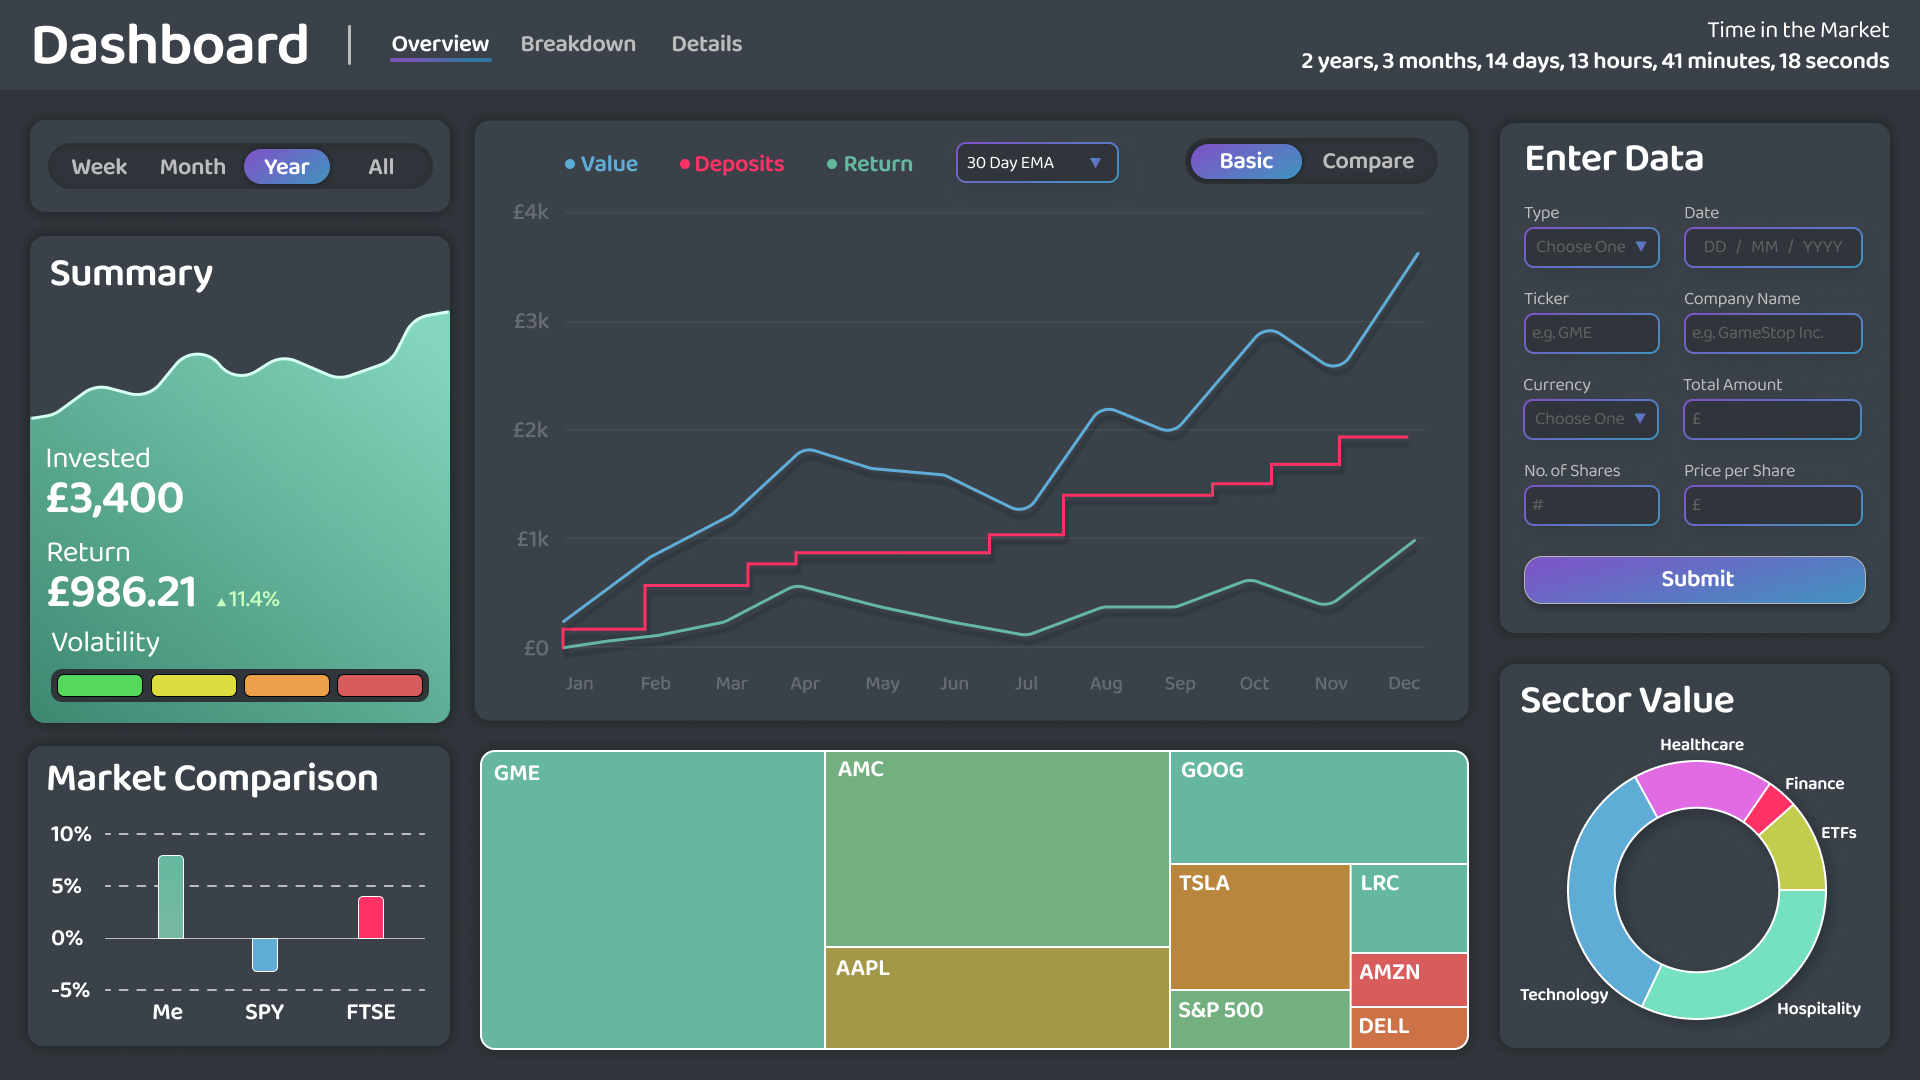 Dashboard
Overview Breakdown Details
Time in the Market
2 years, 3 months, 14 days, 13 hours, 41 minutes, 18 seconds
Week Month Year All
Summary
Invested
£3,400
Return
£986.21 ▲11.4%
Volatility
Market Comparison
10%
5%
0%
-5%
Me SPY FTSE
Value Deposits Return 30 Day EMA ▼ Basic Compare
£4k
£3k
£2k
£1k
£0
Jan Feb Mar Apr May Jun Jul Aug Sep Oct Nov Dec
GME
AMC
AAPL
GOOG
TSLA
LRC
S&P 500
AMZN
DELL
Enter Data
Type Date
Choose One ▼ DD / MM / YYYY
Ticker Company Name
e.g. GME e.g. GameStop Inc.
Currency Total Amount
Choose One ▼ £
No. of Shares Price per Share
# £
Submit
Sector Value
Healthcare
Finance
ETFs
Technology
Hospitality